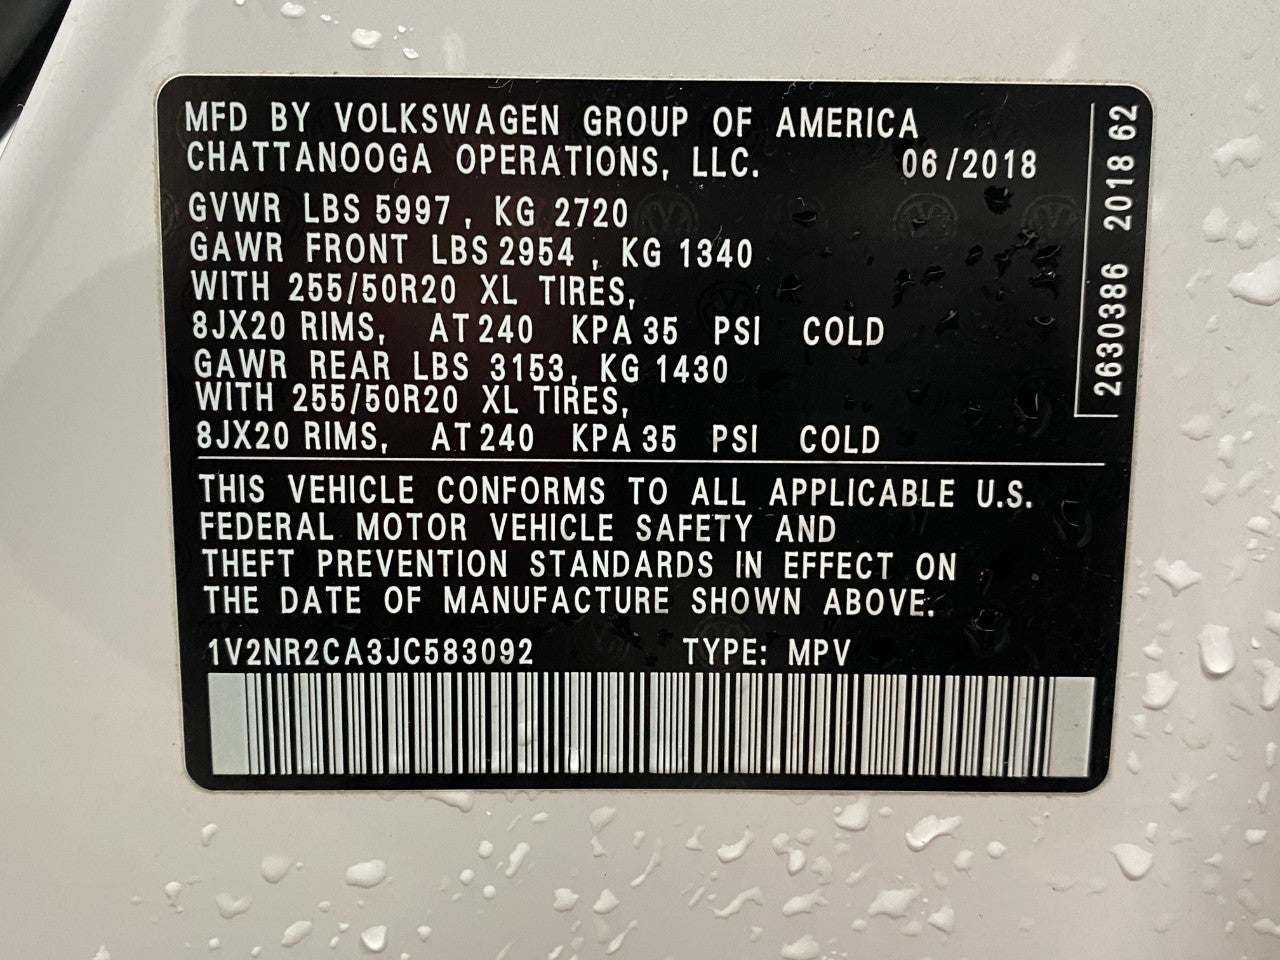 MFD BY VOLKSWAGEN GROUP OF AMERICA
CHATTANOOGA OPERATIONS, LLC. 06/2018
GVWR LBS 5997, KG 2720
GAWR FRONT LBS 2954, KG 1340
WITH 255/50R20 XL TIRES,
8JX20 RIMS, AT 240 KPA 35 PSI COLD
GAWR REAR LBS 3153, KG 1430
WITH 255/50R20 XL TIRES,
8JX20 RIMS, AT 240 KPA 35 PSI COLD
THIS VEHICLE CONFORMS TO ALL APPLICABLE U.S.
FEDERAL MOTOR VEHICLE SAFETY AND
THEFT PREVENTION STANDARDS IN EFFECT ON
THE DATE OF MANUFACTURE SHOWN ABOVE.
1V2NR2CA3JC583092 TYPE: MPV
2630386 2018 62